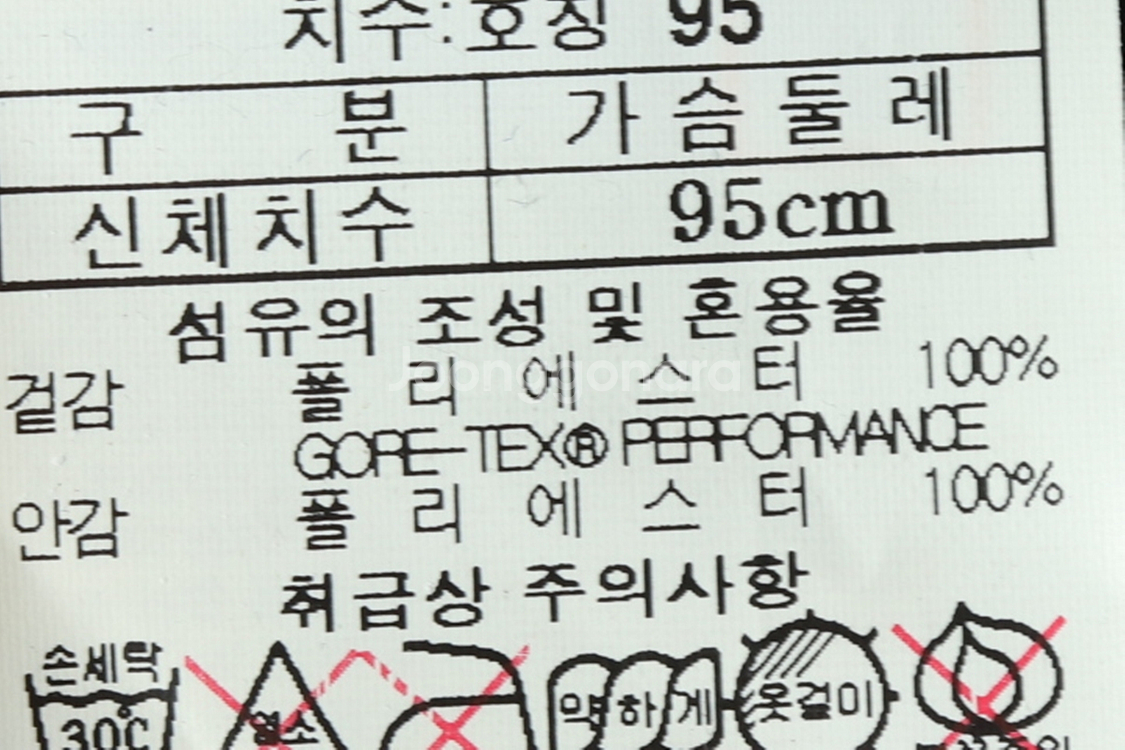 치수:호칭 95
구 분 가슴둘레
신체치수 95cm
섬유의 조성 및 혼용율
겉감 폴리에스터 100%
GORE-TEX® PERFORMANCE
안감 폴리에스터 100%
취급상 주의사항
손세탁 30℃ 염소 약하게 옷걸이
Joonggonara